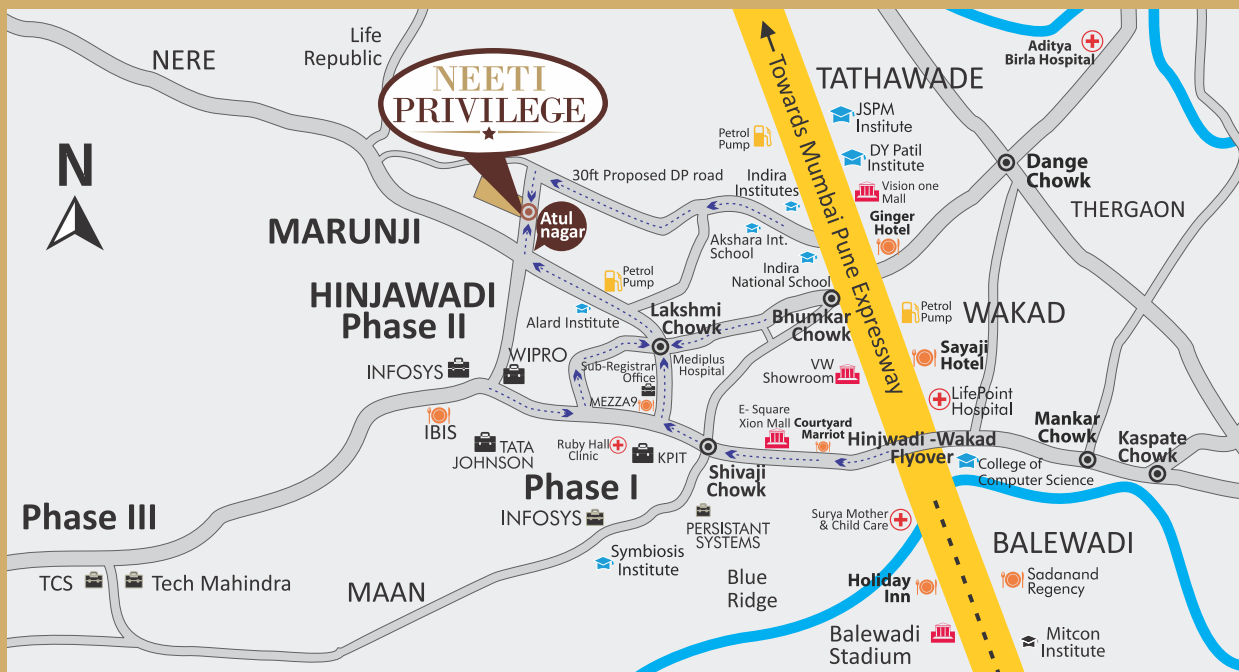 NERE
Life
Republic
NEETI
PRIVILEGE
N
Towards Mumbai Pune Expressway
TATHAWADE
Aditya
Birla Hospital
JSPM
Institute
DY Patil
Institute
Vision one
Mall
Ginger
Hotel
Petrol
Pump
Indira
Institutes
30ft Proposed DP road
Dange
Chowk
THERGAON
Atul
nagar
MARUNJI
Akshara Int.
School
Indira
National School
HINJAWADI
Phase II
Petrol
Pump
Alard Institute
Lakshmi
Chowk
Bhumkar
Chowk
Petrol
Pump
WAKAD
INFOSYS
WIPRO
Sub-Registrar
Office
Mediplus
Hospital
MEZZA9
VW
Showroom
Sayaji
Hotel
LifePoint
Hospital
IBIS
TATA
JOHNSON
Ruby Hall
Clinic
KPIT
E- Square
Xion Mall
Courtyard
Marriot
Hinjwadi -Wakad
Flyover
Mankar
Chowk
Kaspate
Chowk
College of
Computer Science
Shivaji
Chowk
Phase I
INFOSYS
PERSISTANT
SYSTEMS
Surya Mother
& Child Care
Phase III
Symbiosis
Institute
BALEWADI
TCS
Tech Mahindra
MAAN
Blue
Ridge
Holiday
Inn
Sadanand
Regency
Balewadi
Stadium
Mitcon
Institute